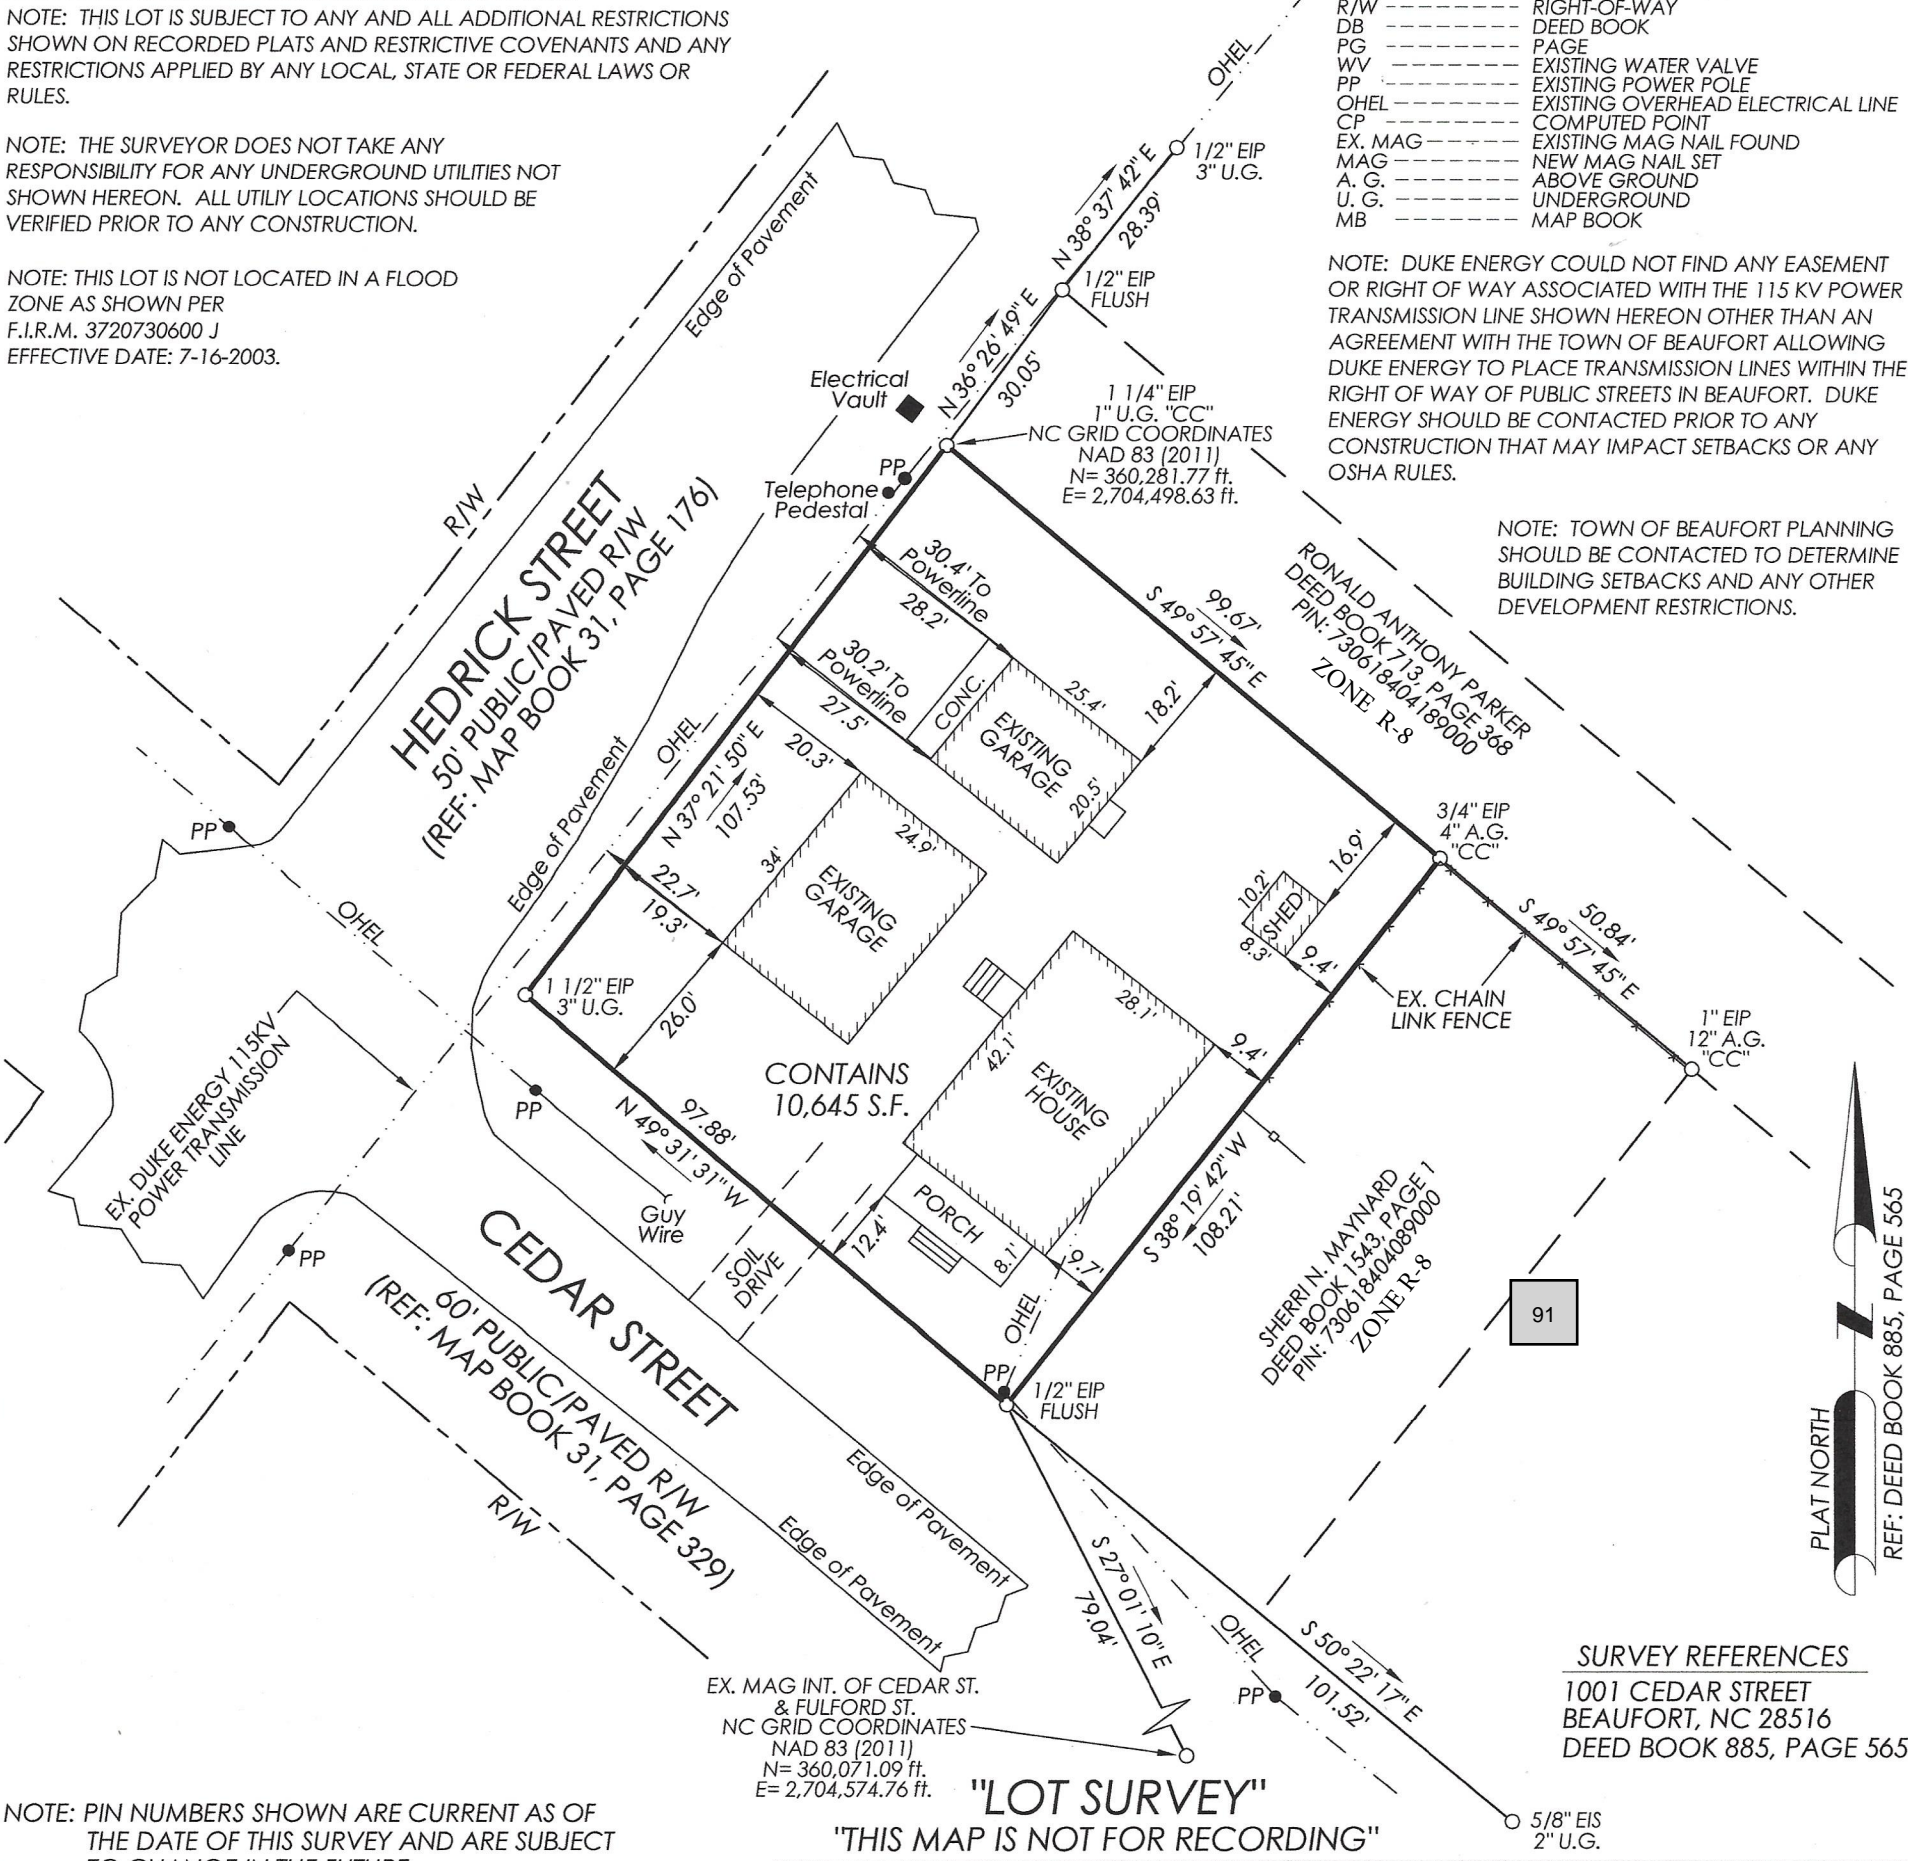 NOTE: THIS LOT IS SUBJECT TO ANY AND ALL ADDITIONAL RESTRICTIONS
SHOWN ON RECORDED PLATS AND RESTRICTIVE COVENANTS AND ANY
RESTRICTIONS APPLIED BY ANY LOCAL, STATE OR FEDERAL LAWS OR
RULES.
NOTE: THE SURVEYOR DOES NOT TAKE ANY
RESPONSIBILITY FOR ANY UNDERGROUND UTILITIES NOT
SHOWN HEREON. ALL UTILIY LOCATIONS SHOULD BE
VERIFIED PRIOR TO ANY CONSTRUCTION.
NOTE: THIS LOT IS NOT LOCATED IN A FLOOD
ZONE AS SHOWN PER
F.I.R.M. 3720730600 J
EFFECTIVE DATE: 7-16-2003.
R/W -------- RIGHT-OF-WAY
DB -------- DEED BOOK
PG -------- PAGE
WV -------- EXISTING WATER VALVE
PP -------- EXISTING POWER POLE
OHEL -------- EXISTING OVERHEAD ELECTRICAL LINE
CP -------- COMPUTED POINT
EX. MAG ------ EXISTING MAG NAIL FOUND
MAG -------- NEW MAG NAIL SET
A. G. -------- ABOVE GROUND
U. G. -------- UNDERGROUND
MB -------- MAP BOOK
NOTE: DUKE ENERGY COULD NOT FIND ANY EASEMENT
OR RIGHT OF WAY ASSOCIATED WITH THE 115 KV POWER
TRANSMISSION LINE SHOWN HEREON OTHER THAN AN
AGREEMENT WITH THE TOWN OF BEAUFORT ALLOWING
DUKE ENERGY TO PLACE TRANSMISSION LINES WITHIN THE
RIGHT OF WAY OF PUBLIC STREETS IN BEAUFORT. DUKE
ENERGY SHOULD BE CONTACTED PRIOR TO ANY
CONSTRUCTION THAT MAY IMPACT SETBACKS OR ANY
OSHA RULES.
NOTE: TOWN OF BEAUFORT PLANNING
SHOULD BE CONTACTED TO DETERMINE
BUILDING SETBACKS AND ANY OTHER
DEVELOPMENT RESTRICTIONS.
OHEL
1/2" EIP
3" U.G.
N 38° 37' 42" E
28.39'
1/2" EIP
FLUSH
N 36° 26' 49" E
30.05'
Edge of Pavement
Electrical
Vault
1 1/4" EIP
1" U.G. "CC"
NC GRID COORDINATES
NAD 83 (2011)
N= 360,281.77 ft.
E= 2,704,498.63 ft.
PP
Telephone
Pedestal
R/W
HEDRICK STREET
50' PUBLIC/PAVED R/W
(REF: MAP BOOK 31, PAGE 176)
30.4' To
Powerline
28.2'
30.2' To
Powerline
27.5'
CONC.
25.4'
EXISTING
GARAGE
20.5'
18.2'
99.67'
S 49° 57' 45" E
RONALD ANTHONY PARKER
DEED BOOK 713, PAGE 368
PIN: 730618404189000
ZONE R-8
OHEL
Edge of Pavement
N 37° 21' 50" E
107.53'
20.3'
34'
24.9'
EXISTING
GARAGE
22.7'
19.3'
26.0'
3/4" EIP
4" A.G.
"CC"
16.9'
10.2'
SHED
8.3'
9.4'
50.84'
S 49° 57' 45" E
EX. CHAIN
LINK FENCE
1" EIP
12" A.G.
"CC"
PP
OHEL
1 1/2" EIP
3" U.G.
EX. DUKE ENERGY 115KV
POWER TRANSMISSION
LINE
PP
28.1'
42.1'
EXISTING
HOUSE
9.4'
CONTAINS
10,645 S.F.
97.88'
N 49° 31' 31" W
Guy
Wire
SOIL
DRIVE
12.4'
PORCH
8.1'
9.7'
OHEL
S 38° 19' 42" W
108.21'
SHERRI N. MAYNARD
DEED BOOK 1543, PAGE 1
PIN: 730618404089000
ZONE R-8
91
PP
CEDAR STREET
60' PUBLIC/PAVED R/W
(REF: MAP BOOK 31, PAGE 329)
R/W
PP
1/2" EIP
FLUSH
Edge of Pavement
Edge of Pavement
S 27° 01' 10" E
79.04'
OHEL
PP
S 50° 22' 17" E
101.52'
PLAT NORTH
REF: DEED BOOK 885, PAGE 565
EX. MAG INT. OF CEDAR ST.
& FULFORD ST.
NC GRID COORDINATES
NAD 83 (2011)
N= 360,071.09 ft.
E= 2,704,574.76 ft.
SURVEY REFERENCES
1001 CEDAR STREET
BEAUFORT, NC 28516
DEED BOOK 885, PAGE 565
5/8" EIS
2" U.G.
"LOT SURVEY"
"THIS MAP IS NOT FOR RECORDING"
NOTE: PIN NUMBERS SHOWN ARE CURRENT AS OF
THE DATE OF THIS SURVEY AND ARE SUBJECT